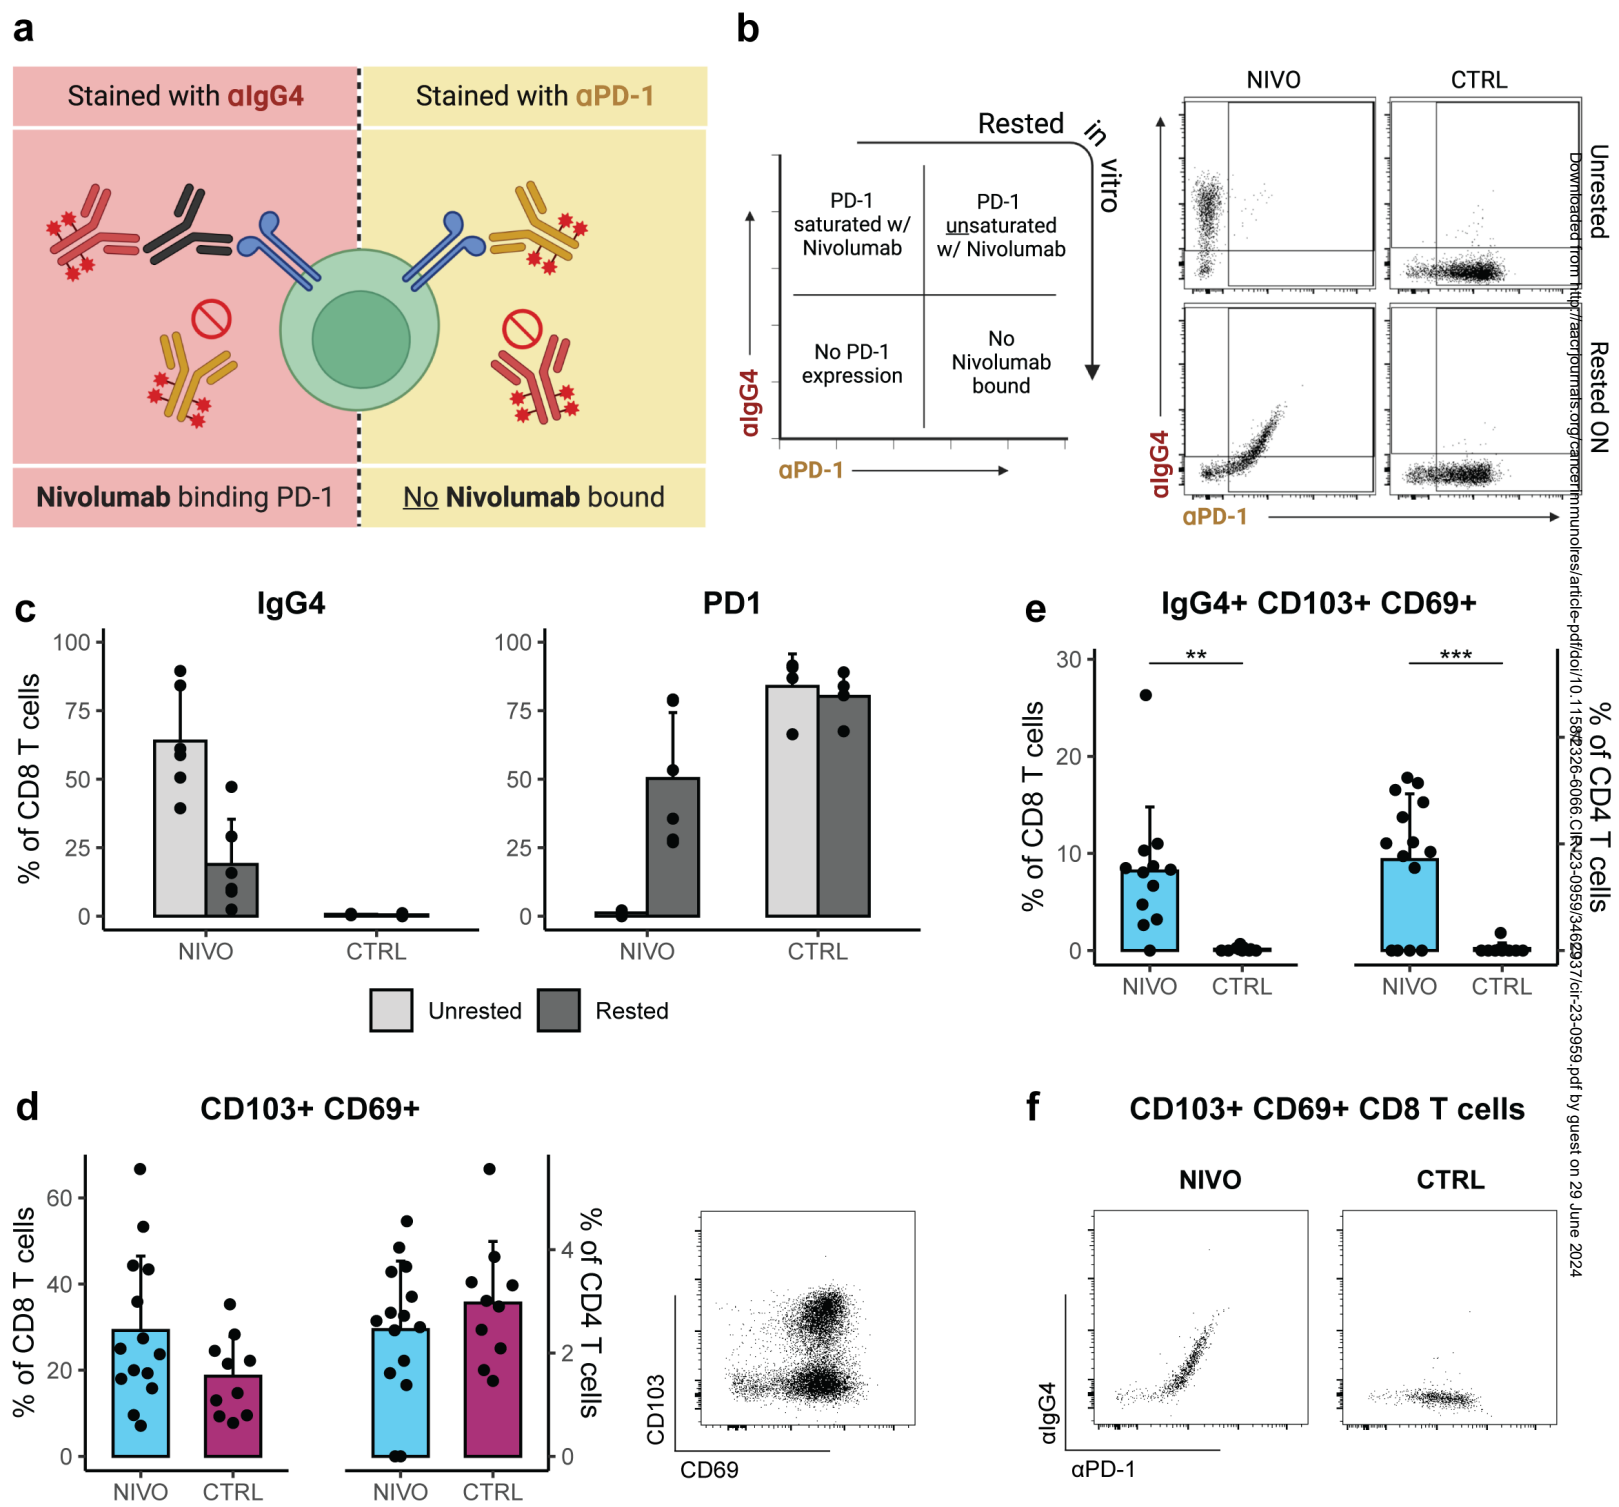 a
Stained with αIgG4
Stained with αPD-1
Nivolumab binding PD-1
No Nivolumab bound
b
Rested in vitro
PD-1
saturated w/
Nivolumab
PD-1
unsaturated
w/ Nivolumab
No PD-1
expression
No
Nivolumab
bound
αIgG4
αPD-1
NIVO
CTRL
Unrested
Rested ON
αIgG4
αPD-1
c
IgG4
% of CD8 T cells
100
75
50
25
0
NIVO
CTRL
PD1
100
75
50
25
0
NIVO
CTRL
Unrested
Rested
e
IgG4+ CD103+ CD69+
% of CD8 T cells
30
20
10
0
**
***
NIVO
CTRL
NIVO
CTRL
% of CD4 T cells
d
CD103+ CD69+
% of CD8 T cells
60
40
20
0
NIVO
CTRL
NIVO
CTRL
4
2
0
% of CD4 T cells
CD103
CD69
f
CD103+ CD69+ CD8 T cells
NIVO
CTRL
αIgG4
αPD-1
Downloaded from http://aacrjournals.org/cancerimmunolres/article-pdf/doi/10.1158/2326-6066.CIR-23-0959/3462937/cir-23-0959.pdf by guest on 29 June 2024